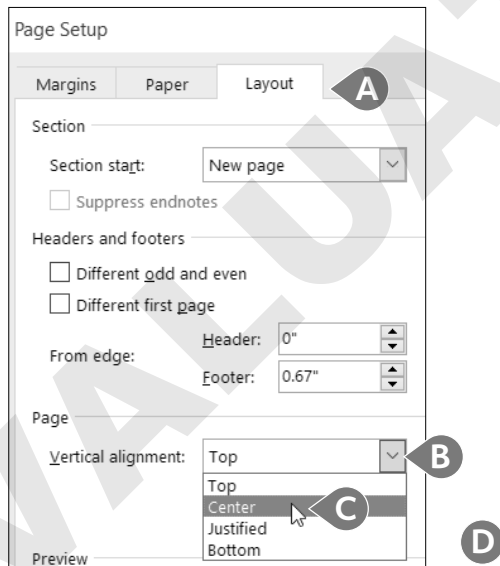 Page Setup
Margins Paper Layout A
Section
Section start: New page
Suppress endnotes
Headers and footers
Different odd and even
Different first page
From edge:
Header: 0"
Footer: 0.67"
Page
Vertical alignment: Top B
Top
Center C
Justified
Bottom
D
Preview
VALUA